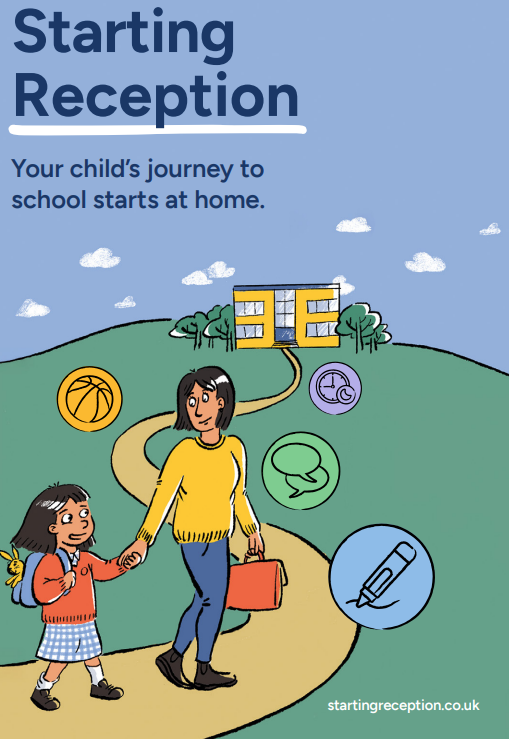 Starting
Reception
Your child's journey to
school starts at home.
startingreception.co.uk